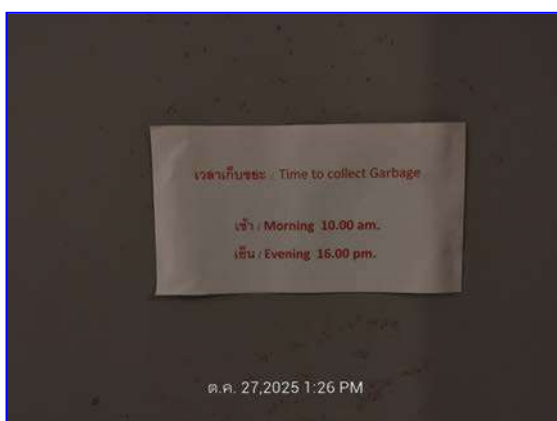 เวลาเก็บขยะ : Time to collect Garbage
เช้า / Morning 10.00 am.
เย็น / Evening 16.00 pm.
ต.ค. 27,2025 1:26 PM